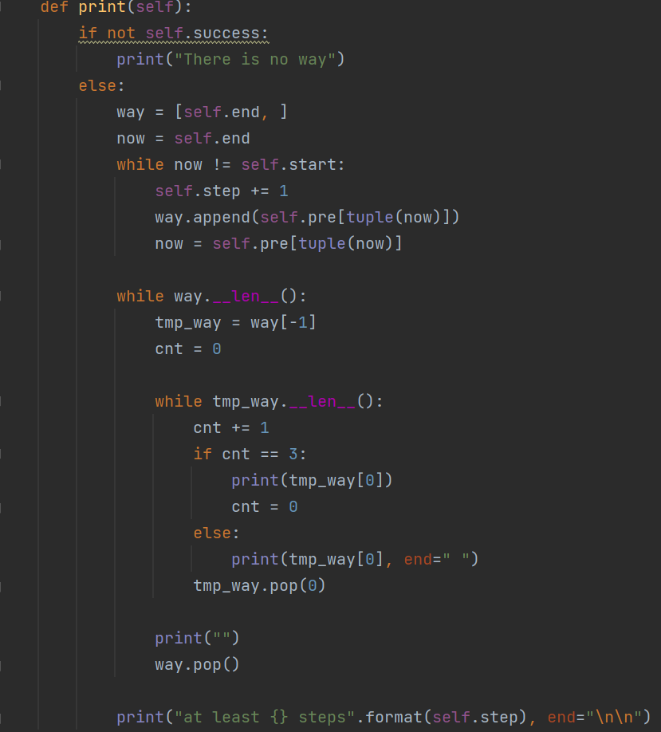 def print(self):
    if not self.success:
        print("There is no way")
    else:
        way = [self.end, ]
        now = self.end
        while now != self.start:
            self.step += 1
            way.append(self.pre[tuple(now)])
            now = self.pre[tuple(now)]

        while way.__len__():
            tmp_way = way[-1]
            cnt = 0

            while tmp_way.__len__():
                cnt += 1
                if cnt == 3:
                    print(tmp_way[0])
                    cnt = 0
                else:
                    print(tmp_way[0], end=" ")
                tmp_way.pop(0)

            print("")
            way.pop()

        print("at least {} steps".format(self.step), end="\n\n")